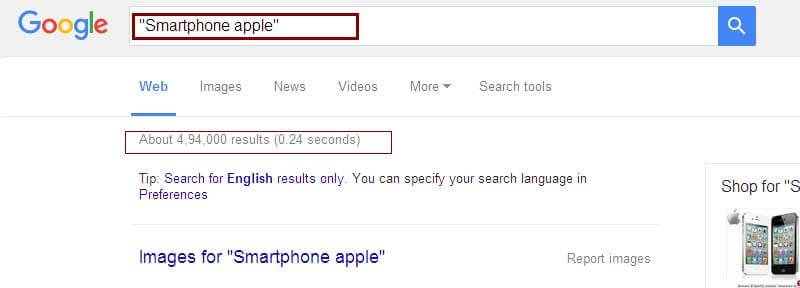 Google
"Smartphone apple"
Web Images News Videos More Search tools
About 4,94,000 results (0.24 seconds)
Tip: Search for English results only. You can specify your search language in
Preferences
Shop for "S
Images for "Smartphone apple"
Report images